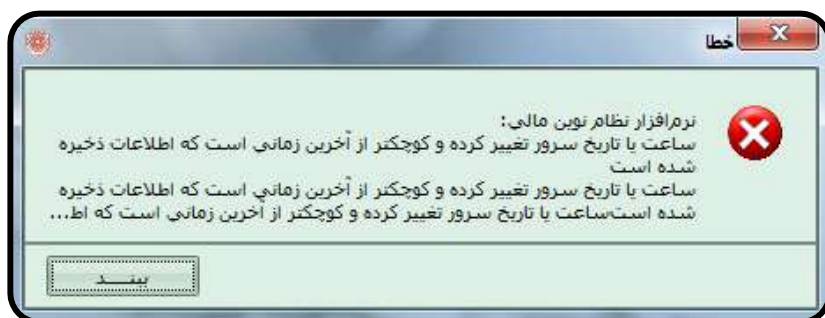 خطا
نرم‌افزار نظام نوین مالی:
ساعت یا تاریخ سرور تغییر کرده و کوچکتر از آخرین زمانی است که اطلاعات ذخیره
شده است
ساعت یا تاریخ سرور تغییر کرده و کوچکتر از آخرین زمانی است که اطلاعات ذخیره
شده استساعت یا تاریخ سرور تغییر کرده و کوچکتر از آخرین زمانی است که اط...
ببنـــد